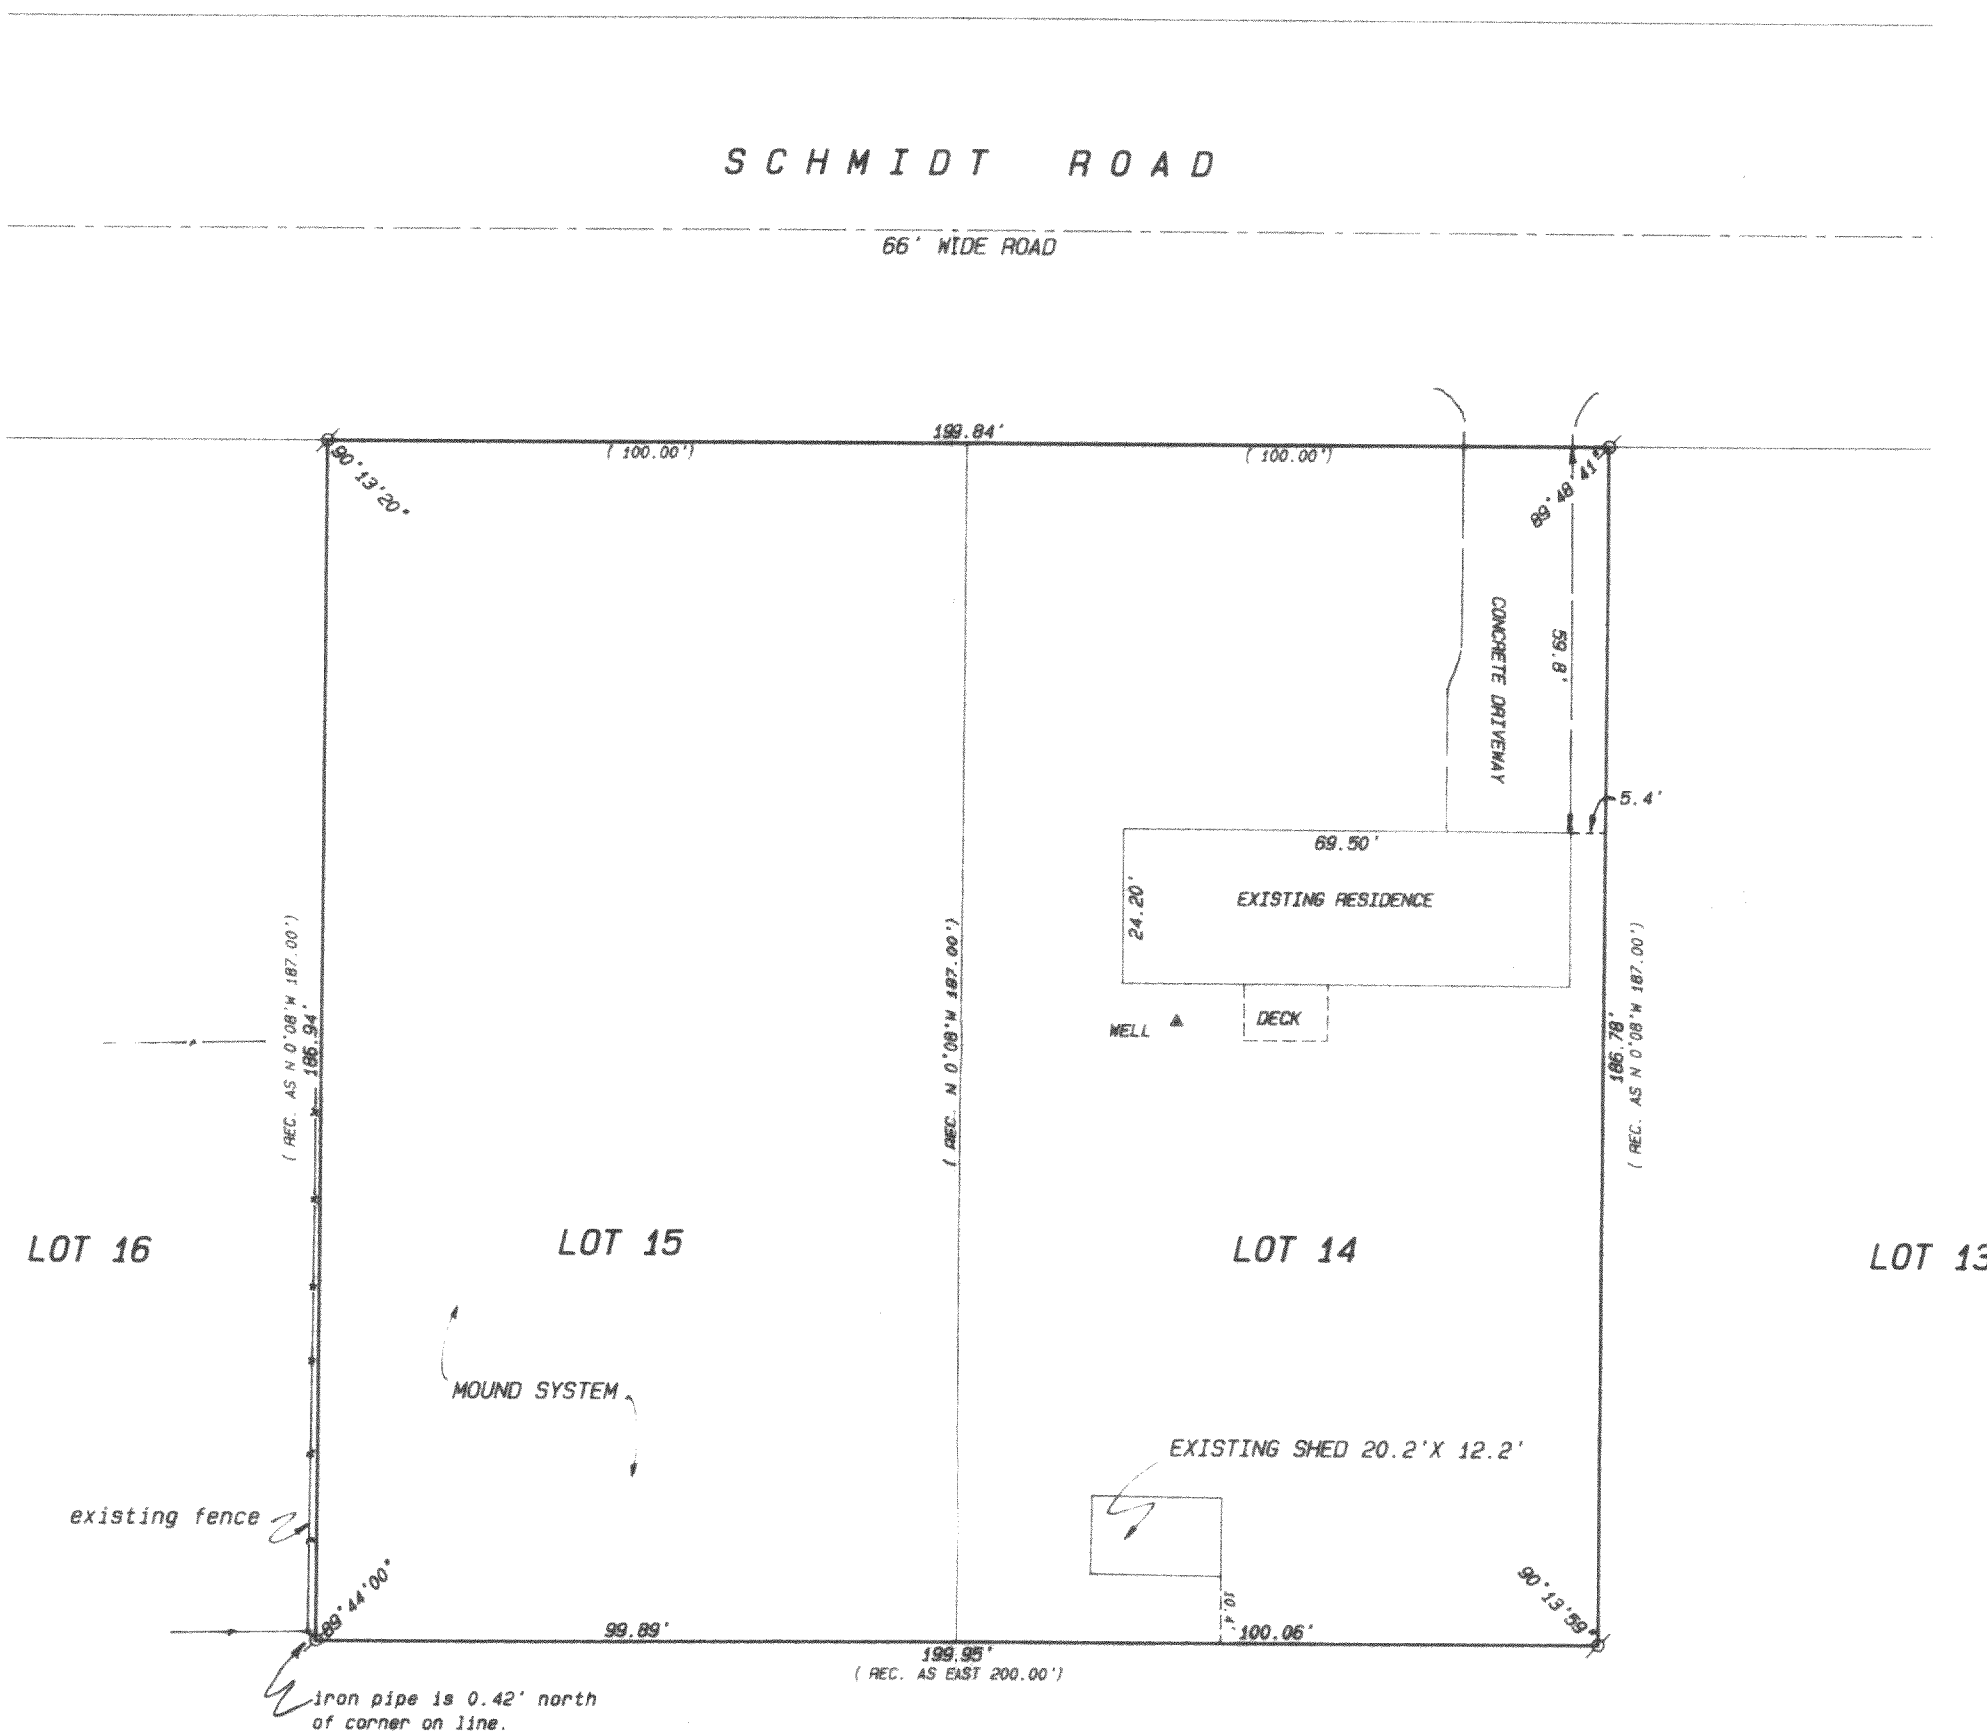 SCHMIDT ROAD
66' WIDE ROAD
199.84'
( 100.00')
( 100.00')
90°13'20"
89°48'41"
CONCRETE DRIVEWAY
59.8'
5.4'
69.50'
24.20'
EXISTING RESIDENCE
WELL
DECK
( REC. AS N 0°08'W 187.00')
186.94'
( REC. N 0°08'W 187.00')
186.78'
( REC. AS N 0°08'W 187.00')
LOT 16
LOT 15
LOT 14
LOT 13
MOUND SYSTEM
EXISTING SHED 20.2'X 12.2'
existing fence
89°44'00"
90°13'59"
10.4'
99.89'
100.06'
199.95'
( REC. AS EAST 200.00')
iron pipe is 0.42' north
of corner on line.